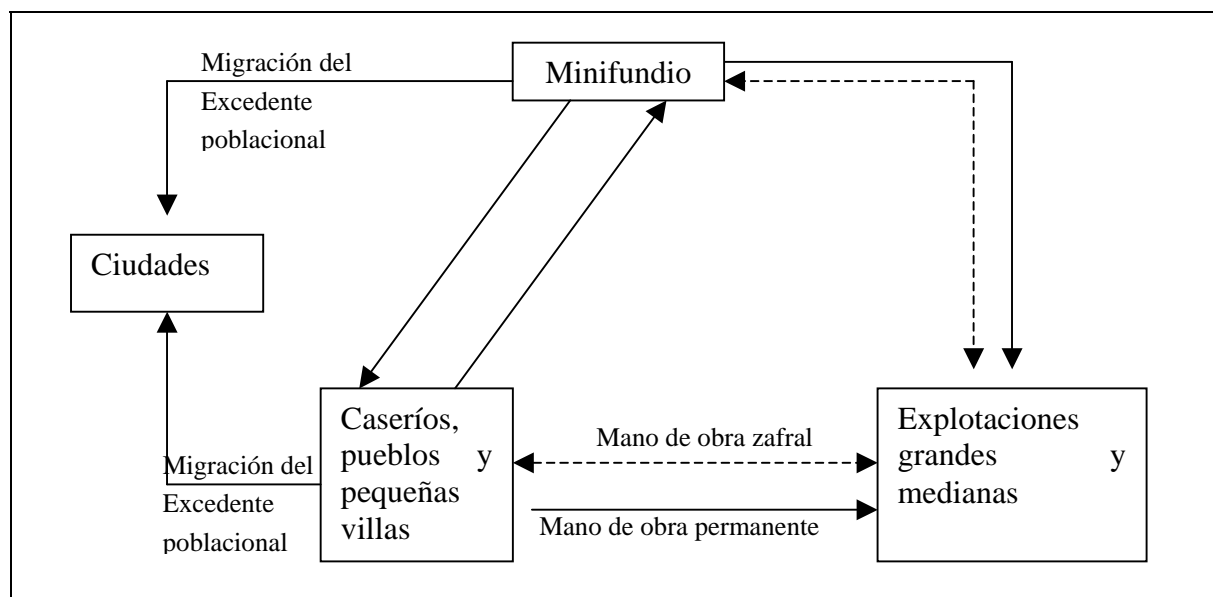 Migración del
Excedente
poblacional
Minifundio
Ciudades
Caseríos,
pueblos y
pequeñas
villas
Migración del
Excedente
poblacional
Mano de obra zafral
Mano de obra permanente
Explotaciones
grandes y
medianas